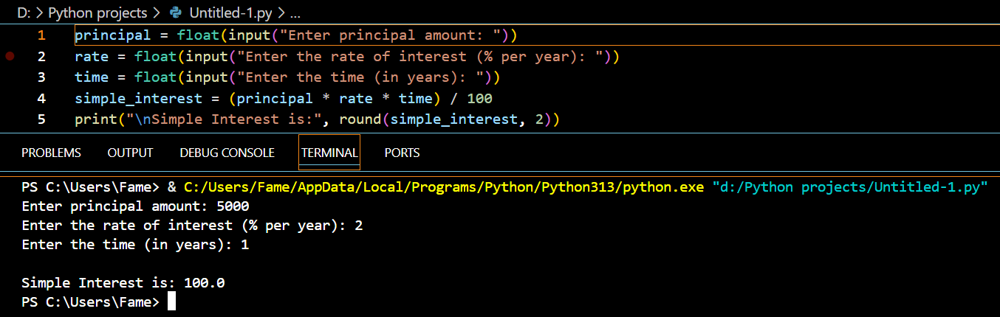 D: > Python projects > Untitled-1.py > ...
1 principal = float(input("Enter principal amount: "))
2 rate = float(input("Enter the rate of interest (% per year): "))
3 time = float(input("Enter the time (in years): "))
4 simple_interest = (principal * rate * time) / 100
5 print("\nSimple Interest is:", round(simple_interest, 2))
PROBLEMS OUTPUT DEBUG CONSOLE TERMINAL PORTS
PS C:\Users\Fame> & C:/Users/Fame/AppData/Local/Programs/Python/Python313/python.exe "d:/Python projects/Untitled-1.py"
Enter principal amount: 5000
Enter the rate of interest (% per year): 2
Enter the time (in years): 1
Simple Interest is: 100.0
PS C:\Users\Fame>